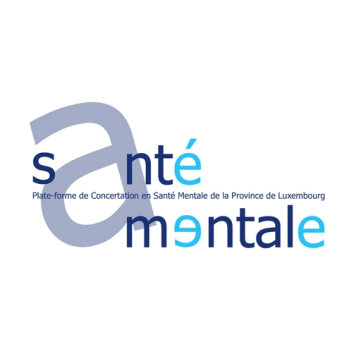 santé
Plate-forme de Concertation en Santé Mentale de la Province de Luxembourg
mentale